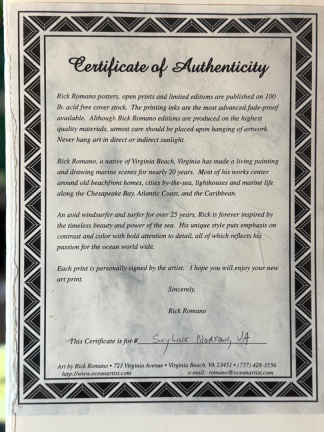 Certificate of Authenticity
Rick Romano posters, open prints and limited editions are published on 100
lb. acid free cover stock. The printing inks are the most advanced fade-proof
available. Although Rick Romano editions are produced on the highest
quality materials, utmost care should be placed upon hanging of artwork.
Never hang art in direct or indirect sunlight.
Rick Romano, a native of Virginia Beach, Virginia has made a living painting
and drawing marine scenes for nearly 20 years. Most of his works center
around old beachfront homes, cities by-the-sea, lighthouses and marine life
along the Chesapeake Bay, Atlantic Coast, and the Caribbean.
An avid windsurfer and surfer for over 25 years, Rick is forever inspired by
the timeless beauty and power of the sea. His unique style puts emphasis on
contrast and color with bold attention to detail, all of which reflects his
passion for the ocean world wide.
Each print is personally signed by the artist. I hope you will enjoy your new
art print.
Sincerely,
Rick Romano
This Certificate is for # VA
Art by Rick Romano • 723 Virginia Avenue • Virginia Beach, VA 23451 • (757) 428-3556
http://www.oceanartist.com e-mail: romano@oceanartist.com